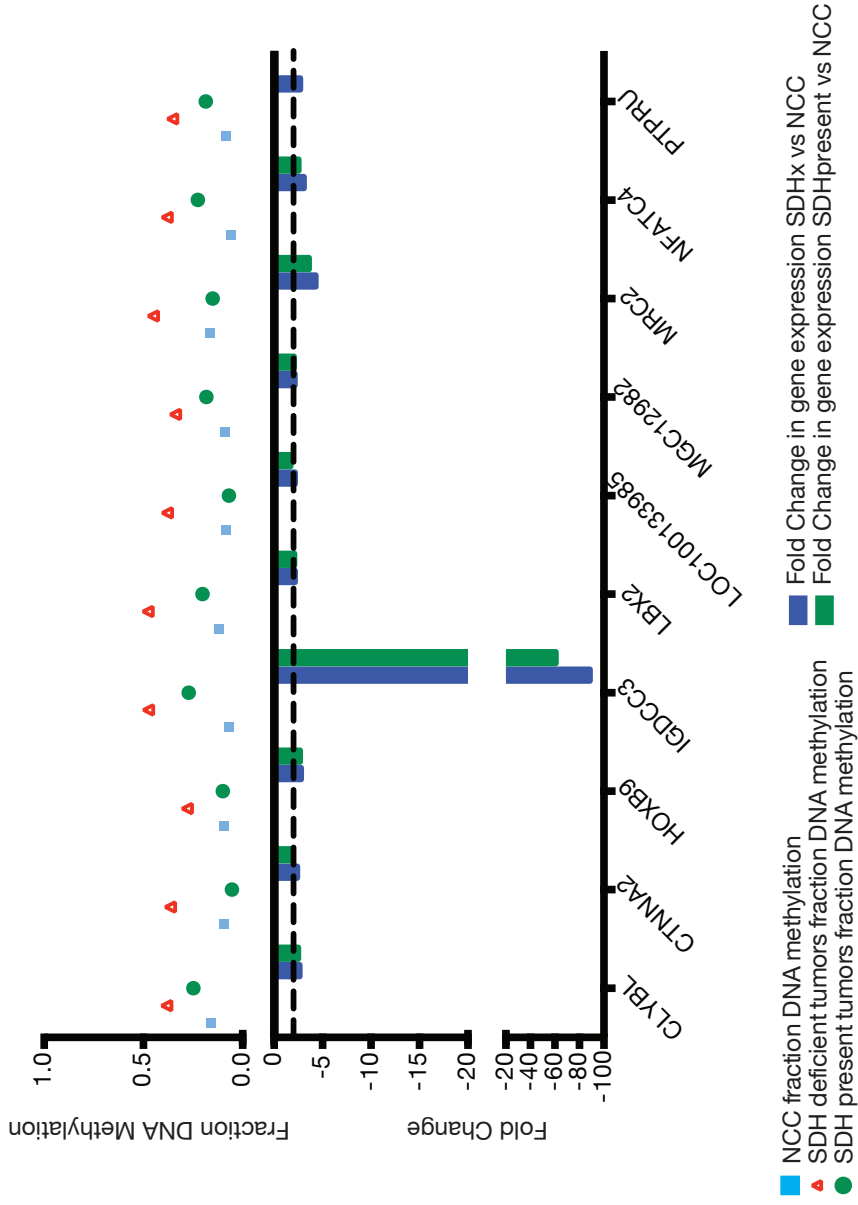 Fraction DNA Methylation
1.0
0.5
0.0
Fold Change
0
-5
-10
-15
-20
-20
-40
-60
-80
-100
CLYBL
CTNNA2
HOXB9
IGDCC3
LBX2
LOC100133985
MGC12982
MRC2
NFATC4
PTPRU
NCC fraction DNA methylation
SDH deficient tumors fraction DNA methylation
SDH present tumors fraction DNA methylation
Fold Change in gene expression SDHx vs NCC
Fold Change in gene expression SDHpresent vs NCC